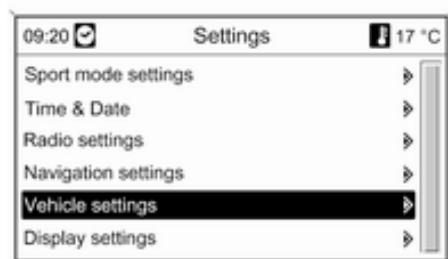 09:20 Settings 17 °C
Sport mode settings
Time & Date
Radio settings
Navigation settings
Vehicle settings
Display settings